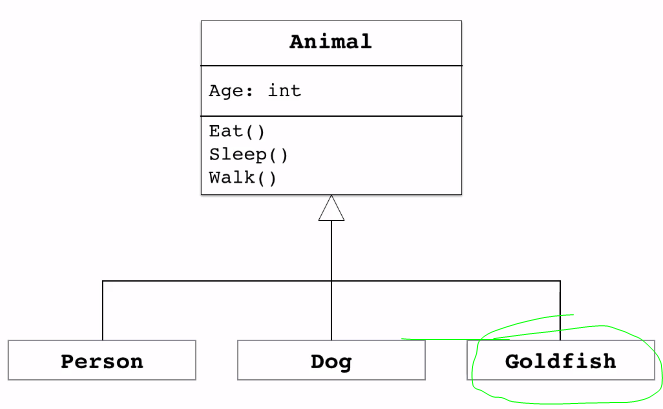 Animal
Age: int
Eat()
Sleep()
Walk()
Person
Dog
Goldfish